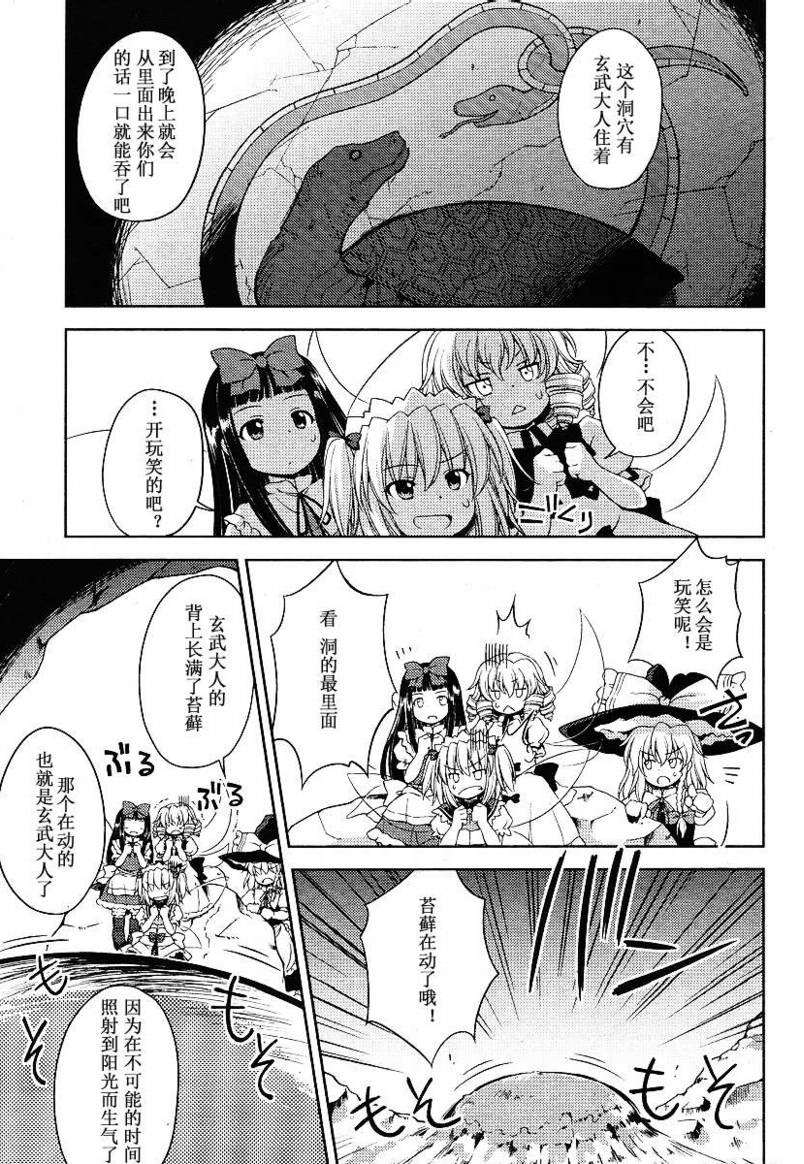 这个洞穴有
玄武大人住着
到了晚上就会
从里面出来你们
的话一口就能吞了吧
不…不会吧
…开玩笑的吧？
ニヤリ
怎么会是
玩笑呢！
看 洞的最里面
玄武大人的
背上长满了苔藓
那个在动的
也就是玄武大人了
ぶる
ぶる
苔藓在动了哦！
もそ
もそ
もそ
因为在不可能的时间
照射到阳光而生气了